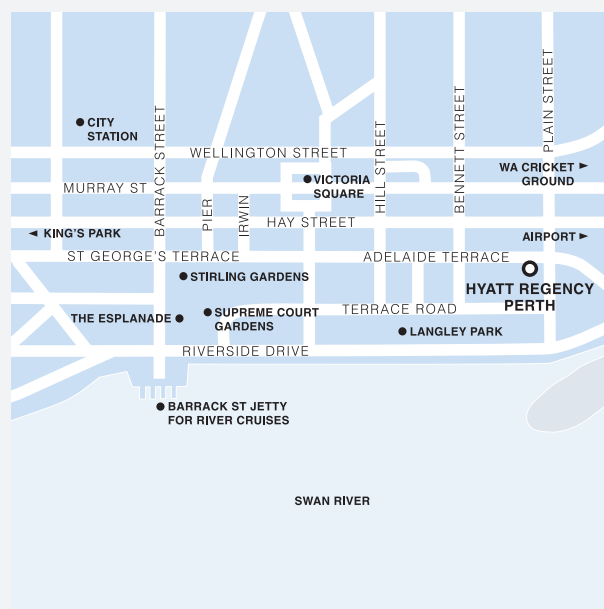 CITY
STATION
BARRACK STREET
WELLINGTON STREET
HILL STREET
BENNETT STREET
PLAIN STREET
WA CRICKET ►
GROUND
VICTORIA
SQUARE
MURRAY ST
PIER
IRWIN
HAY STREET
◄ KING'S PARK
AIRPORT ►
ST GEORGE'S TERRACE
ADELAIDE TERRACE
STIRLING GARDENS
HYATT REGENCY
PERTH
THE ESPLANADE
SUPREME COURT
GARDENS
TERRACE ROAD
LANGLEY PARK
RIVERSIDE DRIVE
BARRACK ST JETTY
FOR RIVER CRUISES
SWAN RIVER